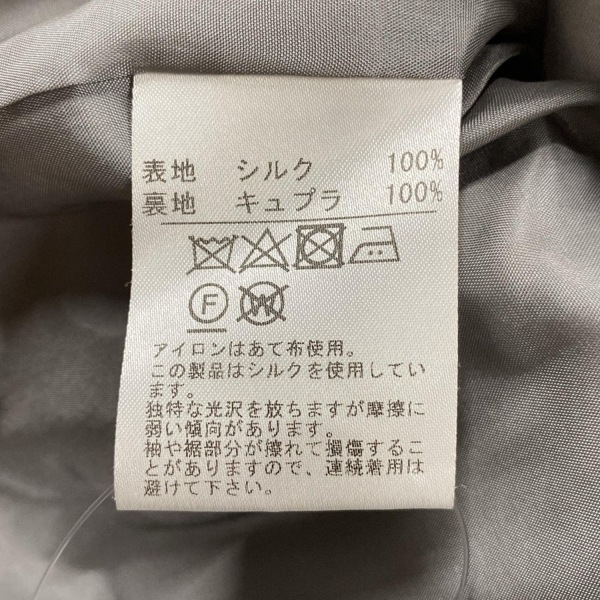 表地 シルク 100%
裏地 キュプラ 100%
F W
アイロンはあて布使用。
この製品はシルクを使用してい
ます。
独特な光沢を放ちますが摩擦に
弱い傾向があります。
袖や裾部分が擦れて損傷するこ
とがありますので、連続着用は
避けて下さい。